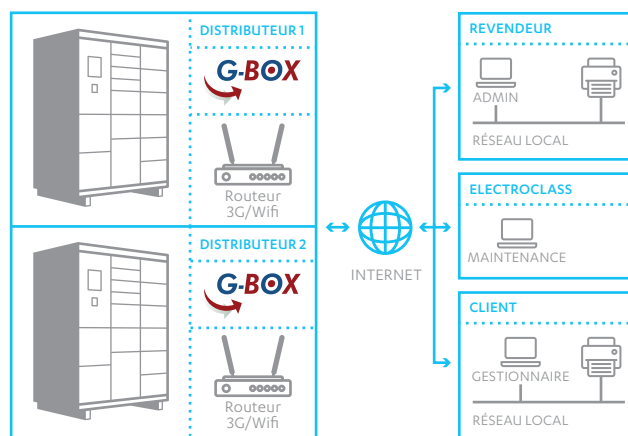 DISTRIBUTEUR 1
G-BOX
Routeur
3G/Wifi
DISTRIBUTEUR 2
G-BOX
Routeur
3G/Wifi
INTERNET
REVENDEUR
ADMIN
RÉSEAU LOCAL
ELECTROCLASS
MAINTENANCE
CLIENT
GESTIONNAIRE
RÉSEAU LOCAL